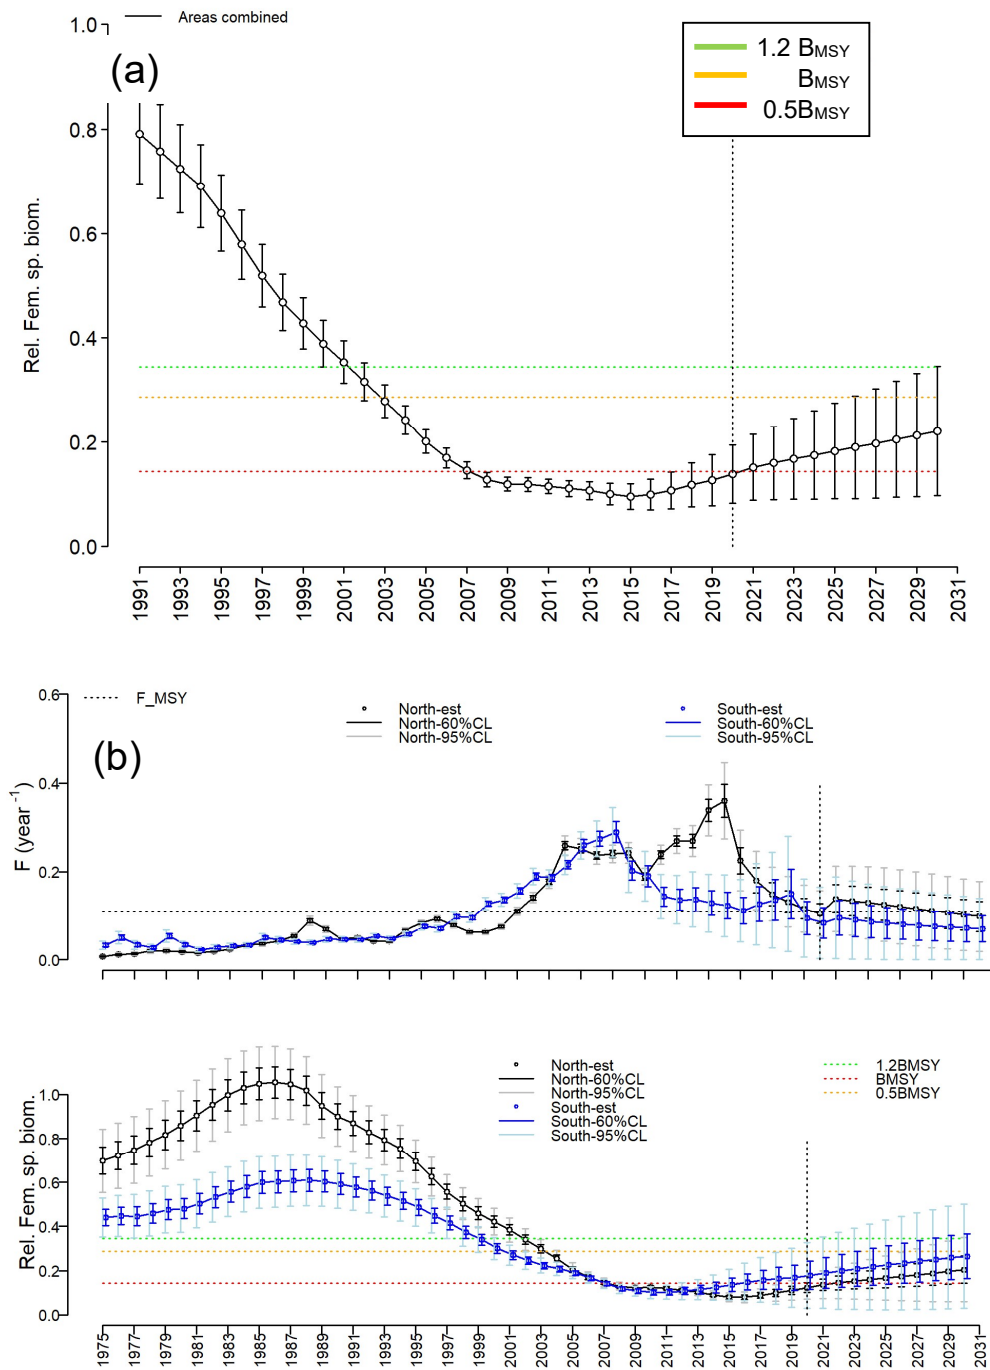 Areas combined
(a)
1.2 BMSY
BMSY
0.5BMSY
Rel. Fem. sp. biom.
1.0
0.8
0.6
0.4
0.2
0.0
1991 1993 1995 1997 1999 2001 2003 2005 2007 2009 2011 2013 2015 2017 2019 2021 2023 2025 2027 2029 2031
F_MSY
North-est
North-60%CL
North-95%CL
South-est
South-60%CL
South-95%CL
(b)
F (year -1)
0.6
0.4
0.2
0.0
North-est
North-60%CL
North-95%CL
South-est
South-60%CL
South-95%CL
1.2BMSY
BMSY
0.5BMSY
Rel. Fem. sp. biom.
1.0
0.8
0.6
0.4
0.2
0.0
1975 1977 1979 1981 1983 1985 1987 1989 1991 1993 1995 1997 1999 2001 2003 2005 2007 2009 2011 2013 2015 2017 2019 2021 2023 2025 2027 2029 2031